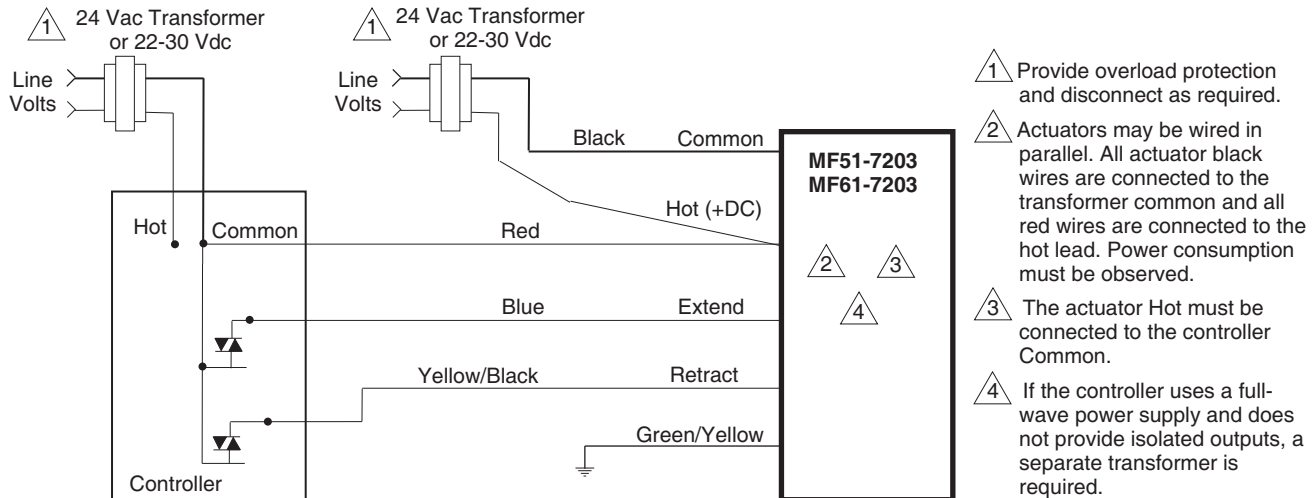 1
24 Vac Transformer
or 22-30 Vdc
Line
Volts
1
24 Vac Transformer
or 22-30 Vdc
Line
Volts
Black
Common
MF51-7203
MF61-7203
Hot (+DC)
Hot
Common
Red
2
3
4
Blue
Extend
Yellow/Black
Retract
Green/Yellow
Controller
1 Provide overload protection
and disconnect as required.
2 Actuators may be wired in
parallel. All actuator black
wires are connected to the
transformer common and all
red wires are connected to the
hot lead. Power consumption
must be observed.
3 The actuator Hot must be
connected to the controller
Common.
4 If the controller uses a full-
wave power supply and does
not provide isolated outputs, a
separate transformer is
required.